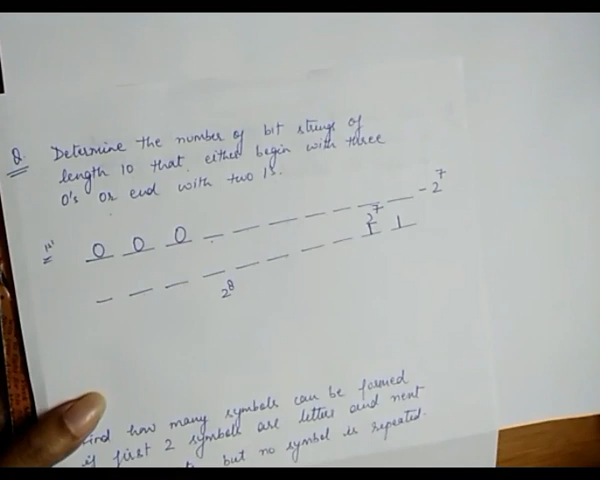 Q. Determine the number of bit strings of
length 10 that either begin with three
0's or end with two 1s.
0 0 0 _ _ _ _ _ _ _ - 2^7
2^7
_ _ _ _ _ _ _ _ 1 1
2^8
find how many symbols can be formed
if first 2 symbols are letters and next
but no symbol is repeated.